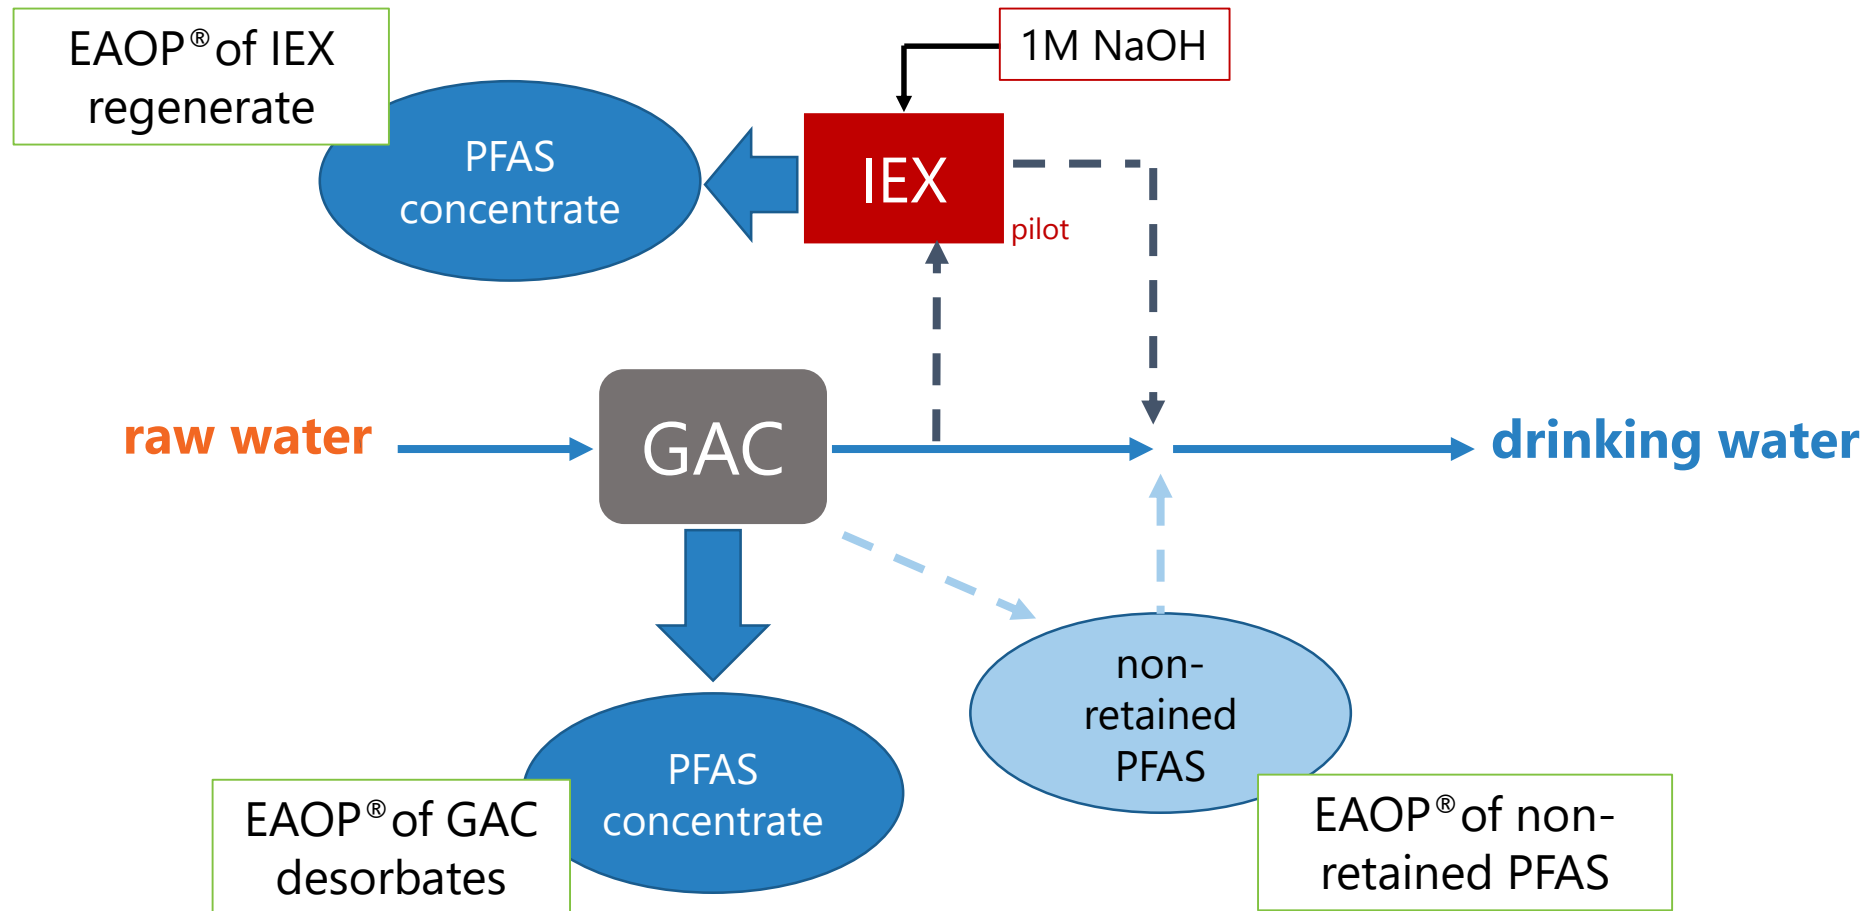 EAOP® of IEX
regenerate
1M NaOH
PFAS
concentrate
IEX
pilot
raw water
GAC
drinking water
non-
retained
PFAS
PFAS
concentrate
EAOP® of GAC
desorbates
EAOP® of non-
retained PFAS